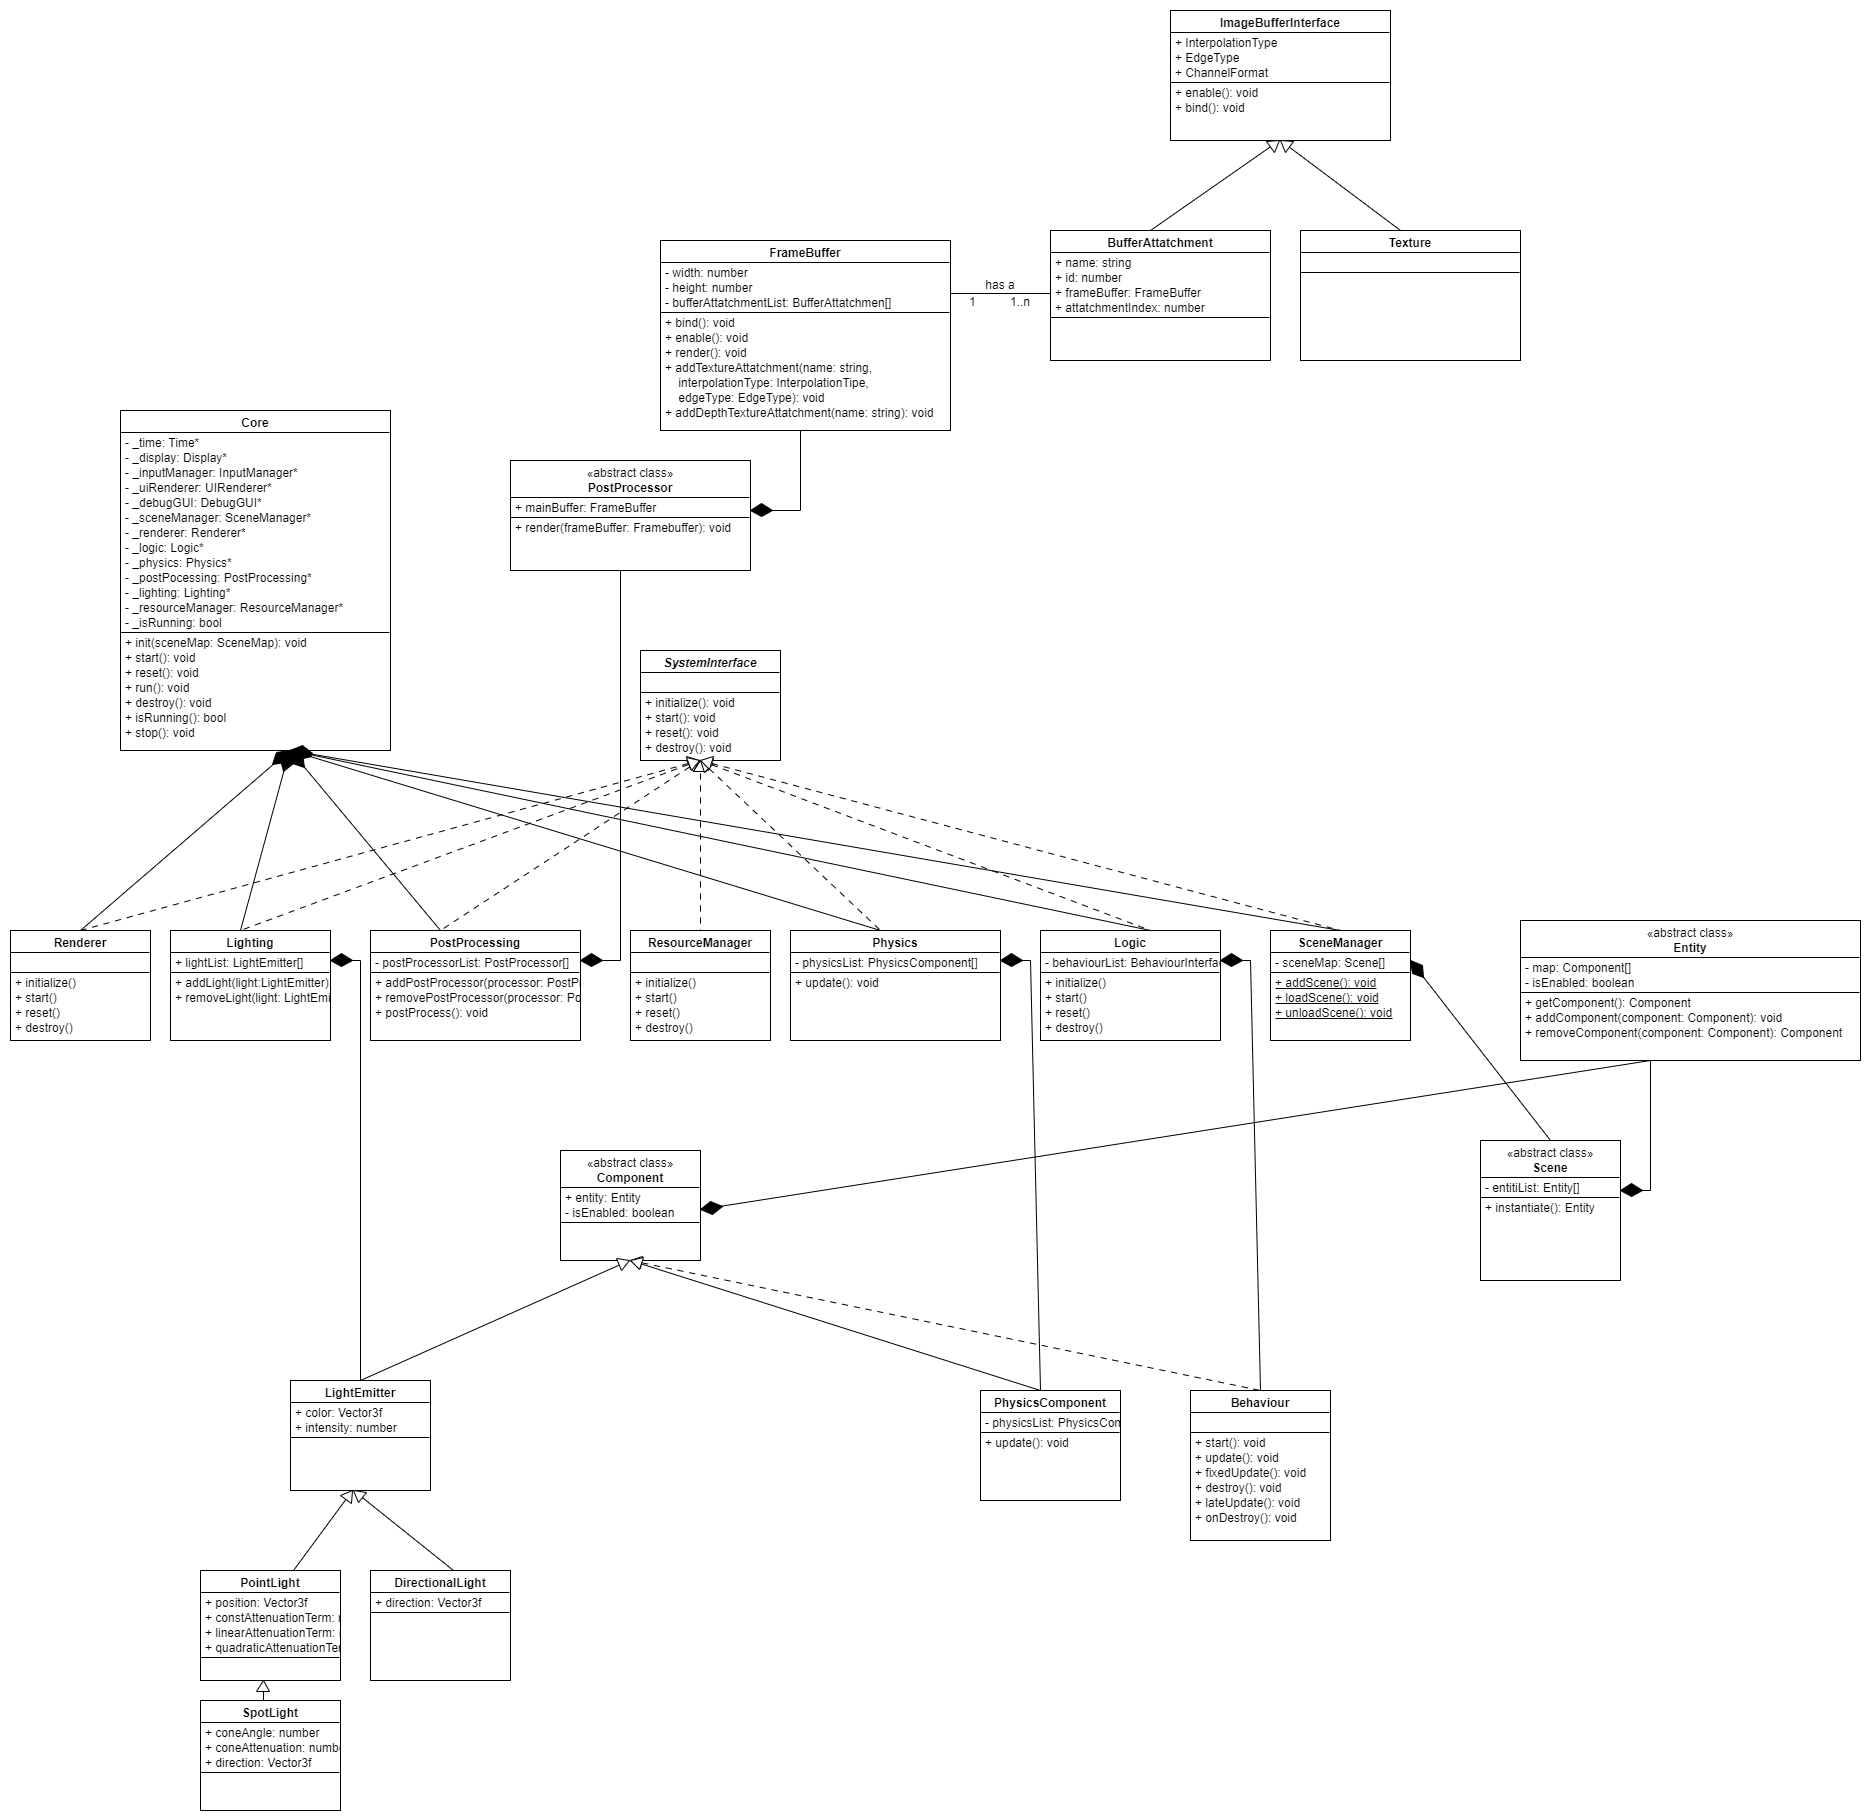 ImageBufferInterface
+ InterpolationType
+ EdgeType
+ ChannelFormat
+ enable(): void
+ bind(): void
FrameBuffer
- width: number
- height: number
- bufferAttatchmentList: BufferAttatchmen[]
+ bind(): void
+ enable(): void
+ render(): void
+ addTextureAttatchment(name: string,
interpolationType: InterpolationTipe,
edgeType: EdgeType): void
+ addDepthTextureAttatchment(name: string): void
has a
1 1..n
BufferAttatchment
+ name: string
+ id: number
+ frameBuffer: FrameBuffer
+ attatchmentIndex: number
Texture
Core
- _time: Time*
- _display: Display*
- _inputManager: InputManager*
- _uiRenderer: UIRenderer*
- _debugGUI: DebugGUI*
- _sceneManager: SceneManager*
- _renderer: Renderer*
- _logic: Logic*
- _physics: Physics*
- _postPocessing: PostProcessing*
- _lighting: Lighting*
- _resourceManager: ResourceManager*
- _isRunning: bool
+ init(sceneMap: SceneMap): void
+ start(): void
+ reset(): void
+ run(): void
+ destroy(): void
+ isRunning(): bool
+ stop(): void
«abstract class»
PostProcessor
+ mainBuffer: FrameBuffer
+ render(frameBuffer: Framebuffer): void
SystemInterface
+ initialize(): void
+ start(): void
+ reset(): void
+ destroy(): void
Renderer
+ initialize()
+ start()
+ reset()
+ destroy()
Lighting
+ lightList: LightEmitter[]
+ addLight(light:LightEmitter)
+ removeLight(light: LightEmi
PostProcessing
- postProcessorList: PostProcessor[]
+ addPostProcessor(processor: PostP
+ removePostProcessor(processor: Po
+ postProcess(): void
ResourceManager
+ initialize()
+ start()
+ reset()
+ destroy()
Physics
- physicsList: PhysicsComponent[]
+ update(): void
Logic
- behaviourList: BehaviourInterfa
+ initialize()
+ start()
+ reset()
+ destroy()
SceneManager
- sceneMap: Scene[]
+ addScene(): void
+ loadScene(): void
+ unloadScene(): void
«abstract class»
Entity
- map: Component[]
- isEnabled: boolean
+ getComponent(): Component
+ addComponent(component: Component): void
+ removeComponent(component: Component): Component
«abstract class»
Component
+ entity: Entity
- isEnabled: boolean
«abstract class»
Scene
- entitiList: Entity[]
+ instantiate(): Entity
LightEmitter
+ color: Vector3f
+ intensity: number
PhysicsComponent
- physicsList: PhysicsCom
+ update(): void
Behaviour
+ start(): void
+ update(): void
+ fixedUpdate(): void
+ destroy(): void
+ lateUpdate(): void
+ onDestroy(): void
PointLight
+ position: Vector3f
+ constAttenuationTerm:
+ linearAttenuationTerm:
+ quadraticAttenuationTer
DirectionalLight
+ direction: Vector3f
SpotLight
+ coneAngle: number
+ coneAttenuation: numb
+ direction: Vector3f